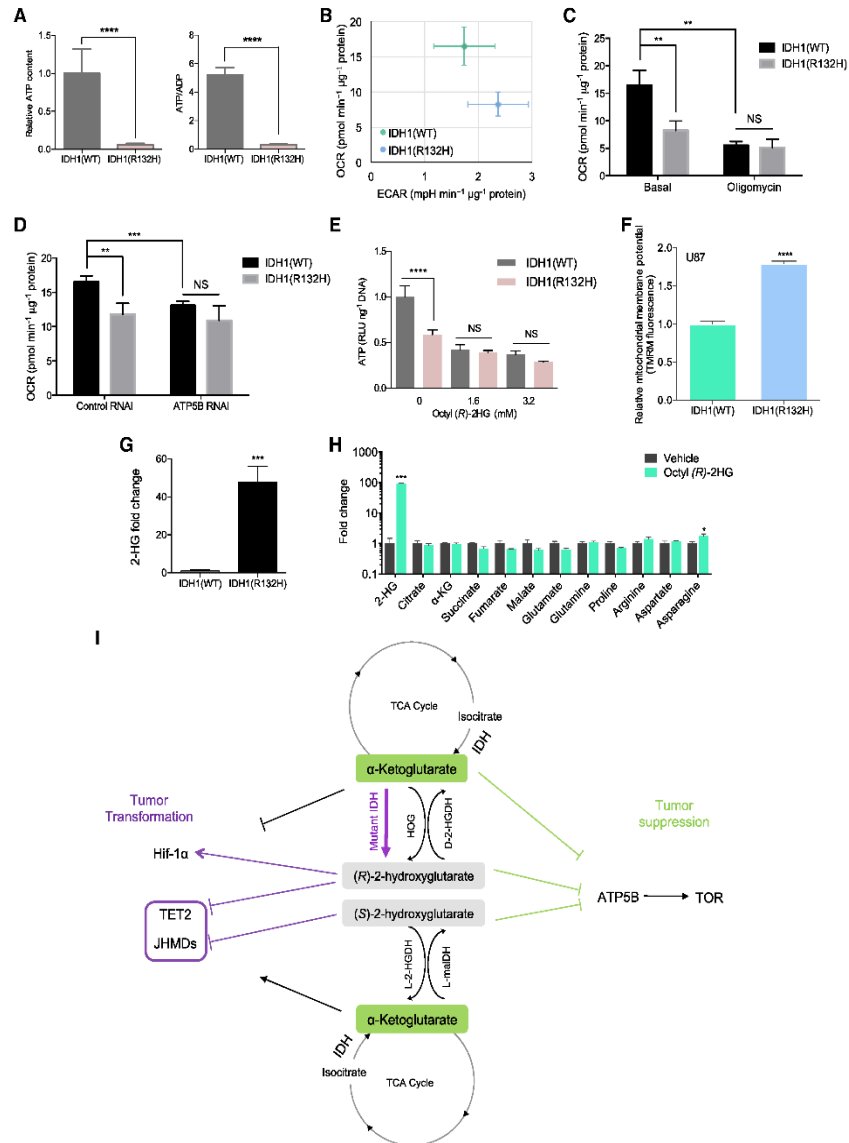 A
****
Relative ATP content
1.5
1.0
0.5
0.0
IDH1(WT) IDH1(R132H)
****
ATP/ADP
8
6
4
2
0
IDH1(WT) IDH1(R132H)
B
OCR (pmol min⁻¹ µg⁻¹ protein)
25
20
15
10
5
0
IDH1(WT)
IDH1(R132H)
0 1 2 3
ECAR (mpH min⁻¹ µg⁻¹ protein)
C
IDH1(WT)
IDH1(R132H)
**
**
NS
OCR (pmol min⁻¹ µg⁻¹ protein)
25
20
15
10
5
0
Basal Oligomycin
D
IDH1(WT)
IDH1(R132H)
***
**
NS
OCR (pmol min⁻¹ µg⁻¹ protein)
20
15
10
5
0
Control RNAi ATP5B RNAi
E
IDH1(WT)
IDH1(R132H)
****
NS
NS
ATP (RLU ng⁻¹ DNA)
1.5
1.0
0.5
0.0
0 1.6 3.2
Octyl (R)-2HG (mM)
F
U87
****
Relative mitochondrial membrane potential
(TMRM fluorescence)
2.0
1.5
1.0
0.5
0.0
IDH1(WT) IDH1(R132H)
G
***
2-HG fold change
60
40
20
0
IDH1(WT) IDH1(R132H)
H
Vehicle
Octyl (R)-2HG
***
*
Fold change
1000
100
10
1
0.1
2-HG
Citrate
α-KG
Succinate
Fumarate
Malate
Glutamate
Glutamine
Proline
Arginine
Aspartate
Asparagine
I
TCA Cycle
Isocitrate
IDH
α-Ketoglutarate
Tumor
Transformation
Tumor
suppression
Mutant IDH
HOG
D-2-HGDH
Hif-1α
(R)-2-hydroxyglutarate
TET2
JHMDs
(S)-2-hydroxyglutarate
ATP5B
TOR
L-2-HGDH
L-malDH
α-Ketoglutarate
IDH
Isocitrate
TCA Cycle